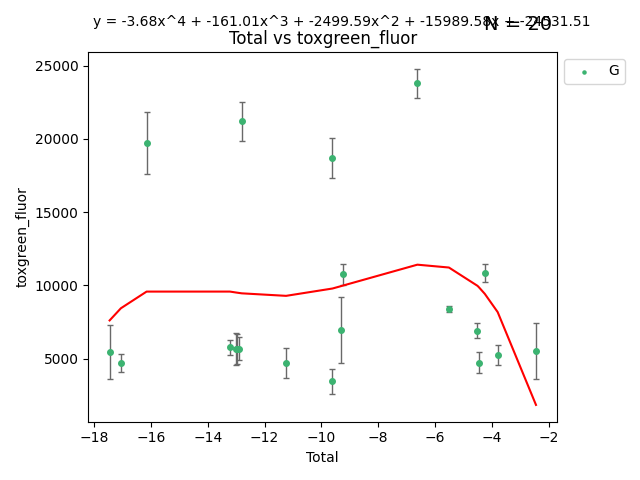 y = -3.68x^4 + -161.01x^3 + -2499.59x^2 + -15989.58x + -24531.51
N = 20
Total vs toxgreen_fluor
G
25000
20000
15000
10000
5000
toxgreen_fluor
−18 −16 −14 −12 −10 −8 −6 −4 −2
Total